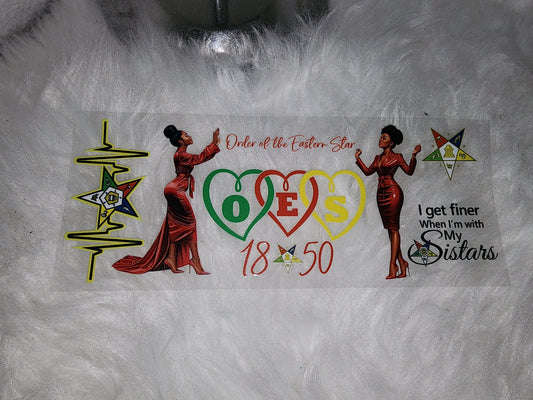 Order of the Eastern Star
OES
18 50
I get finer
When I'm with
My
Sistars